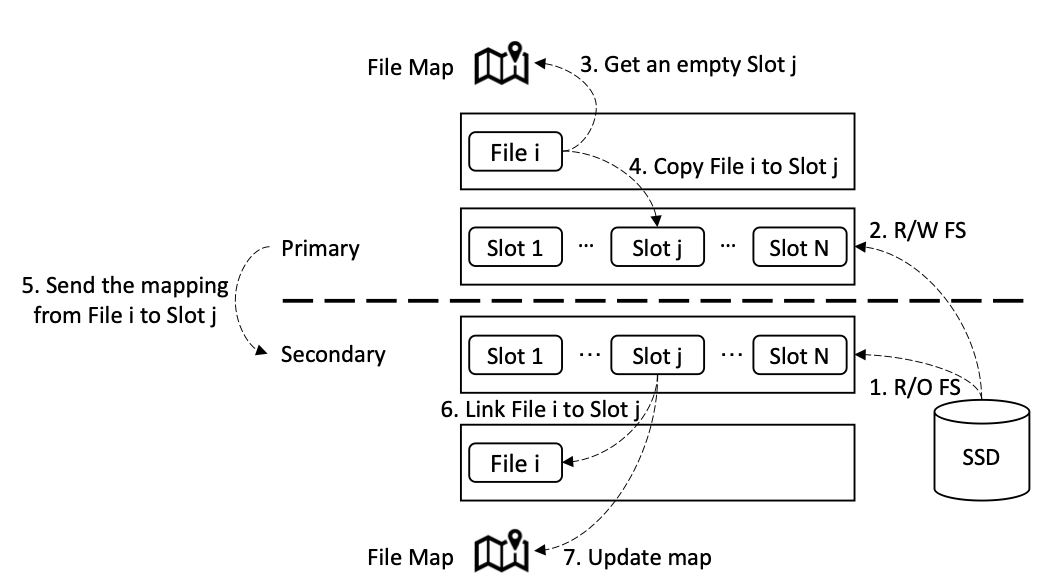 File Map
3. Get an empty Slot j
File i
4. Copy File i to Slot j
Primary
Slot 1
...
Slot j
...
Slot N
2. R/W FS
5. Send the mapping
from File i to Slot j
Secondary
Slot 1
...
Slot j
...
Slot N
1. R/O FS
6. Link File i to Slot j
File i
SSD
File Map
7. Update map